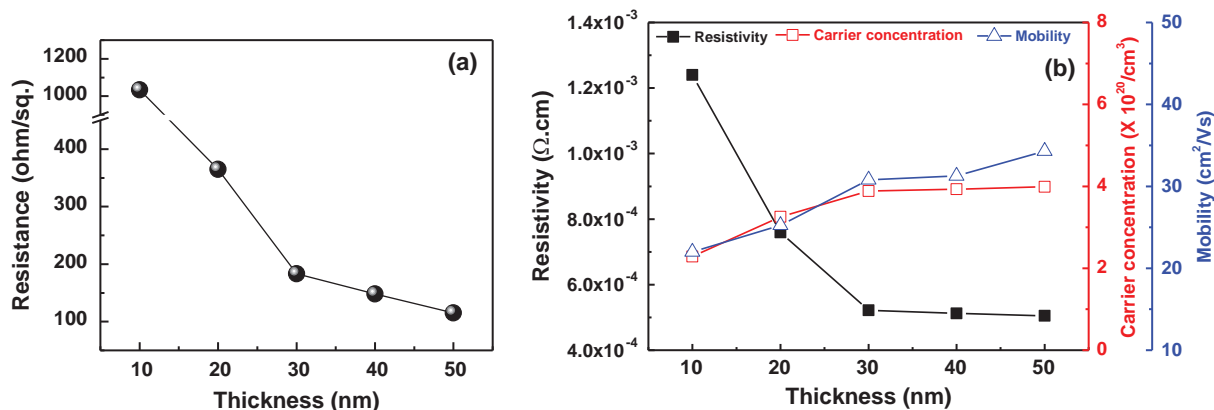 (a)
Resistance (ohm/sq.)
1200
1000
400
300
200
100
10 20 30 40 50
Thickness (nm)
(b)
Resistivity Carrier concentration Mobility
Resistivity (Ω.cm)
1.4x10⁻³
1.2x10⁻³
1.0x10⁻³
8.0x10⁻⁴
6.0x10⁻⁴
4.0x10⁻⁴
10 20 30 40 50
Thickness (nm)
8
6
4
2
0
Carrier concentration (X 10²⁰/cm³)
50
40
30
20
10
Mobility (cm²/Vs)